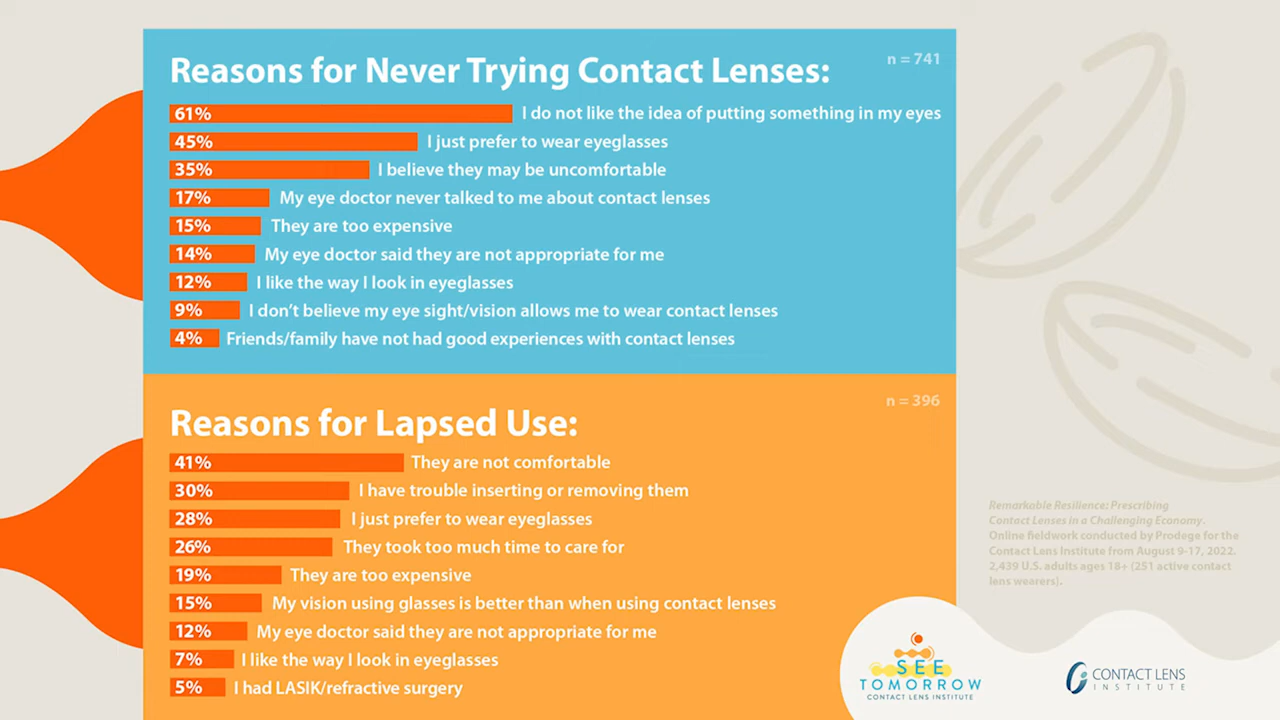 Reasons for Never Trying Contact Lenses:
n = 741
61% I do not like the idea of putting something in my eyes
45% I just prefer to wear eyeglasses
35% I believe they may be uncomfortable
17% My eye doctor never talked to me about contact lenses
15% They are too expensive
14% My eye doctor said they are not appropriate for me
12% I like the way I look in eyeglasses
9% I don’t believe my eye sight/vision allows me to wear contact lenses
4% Friends/family have not had good experiences with contact lenses
Reasons for Lapsed Use:
n = 396
41% They are not comfortable
30% I have trouble inserting or removing them
28% I just prefer to wear eyeglasses
26% They took too much time to care for
19% They are too expensive
15% My vision using glasses is better than when using contact lenses
12% My eye doctor said they are not appropriate for me
7% I like the way I look in eyeglasses
5% I had LASIK/refractive surgery
Remarkable Resilience: Prescribing
Contact Lenses in a Challenging Economy.
Online fieldwork conducted by Prodege for the
Contact Lens Institute from August 9-17, 2022.
2,439 U.S. adults ages 18+ (251 active contact
lens wearers).
SEE
TOMORROW
CONTACT LENS INSTITUTE
CONTACT LENS
INSTITUTE